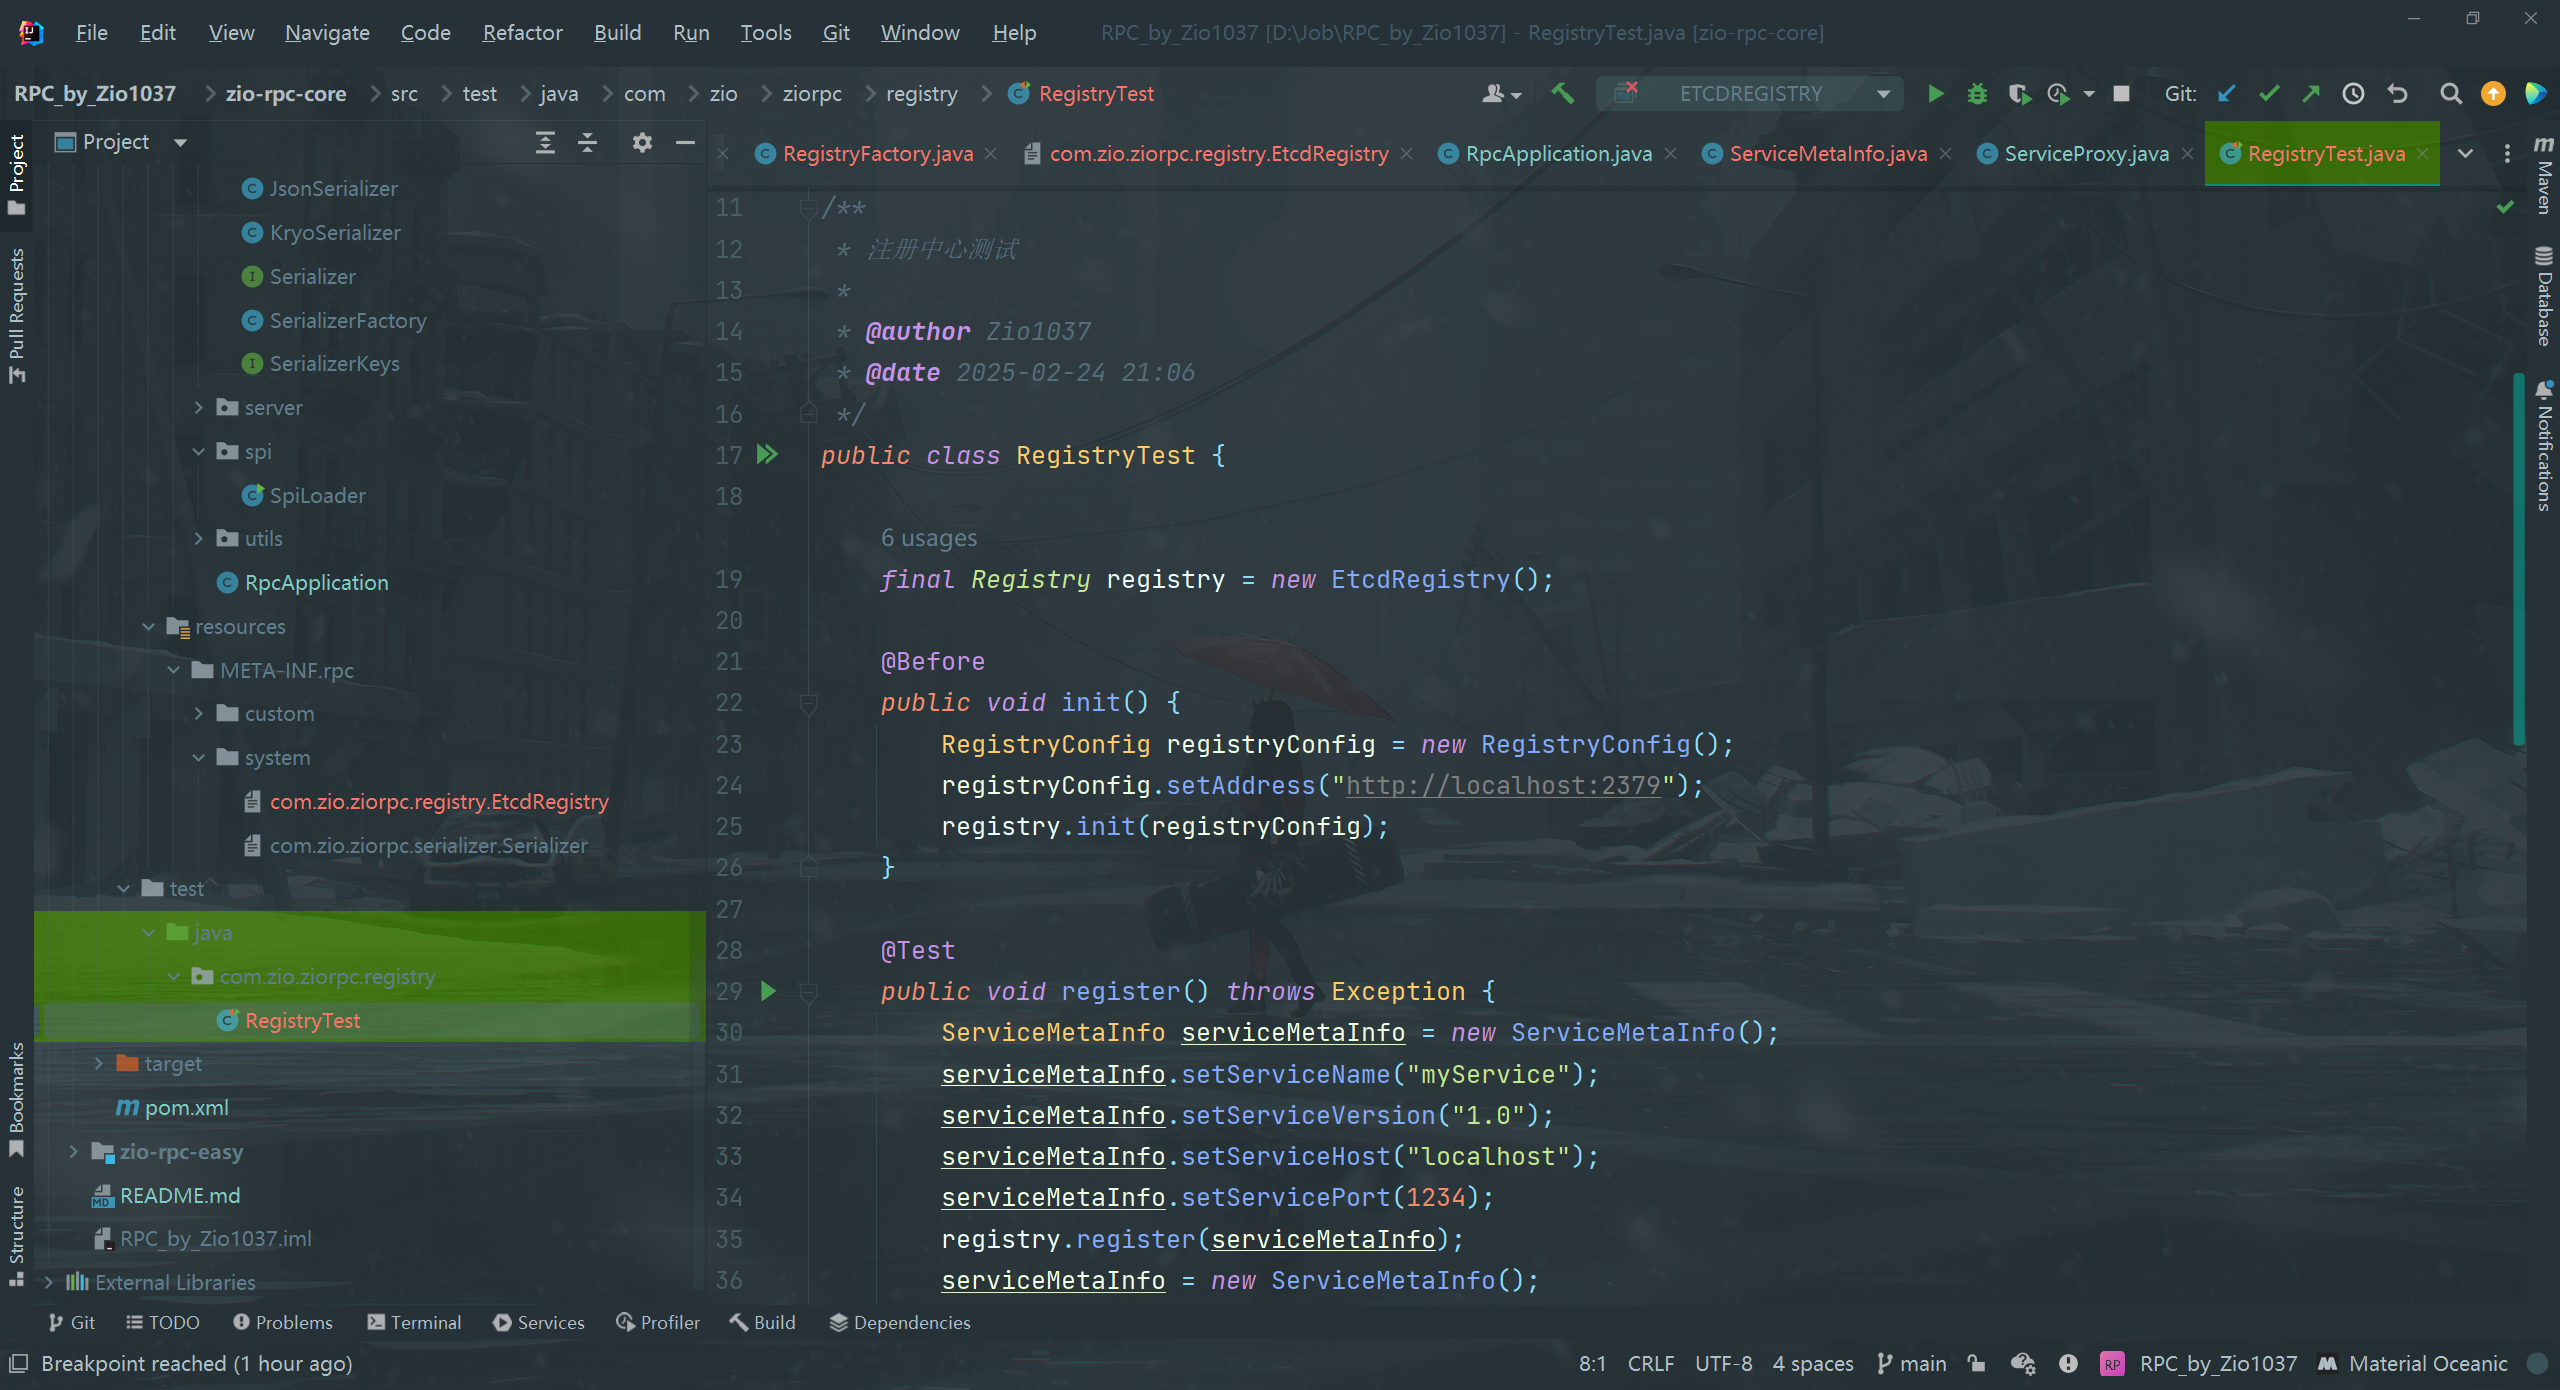 File Edit View Navigate Code Refactor Build Run Tools Git Window Help RPC_by_Zio1037 [D:\Job\RPC_by_Zio1037] - RegistryTest.java [zio-rpc-core]
RPC_by_Zio1037 zio-rpc-core src test java com zio ziorpc registry RegistryTest ETCDREGISTRY Git:
Project
RegistryFactory.java com.zio.ziorpc.registry.EtcdRegistry RpcApplication.java ServiceMetaInfo.java ServiceProxy.java RegistryTest.java
Project
Pull Requests
Bookmarks
Structure
JsonSerializer
KryoSerializer
Serializer
SerializerFactory
SerializerKeys
server
spi
SpiLoader
utils
RpcApplication
resources
META-INF.rpc
custom
system
com.zio.ziorpc.registry.EtcdRegistry
com.zio.ziorpc.serializer.Serializer
test
java
com.zio.ziorpc.registry
RegistryTest
target
pom.xml
zio-rpc-easy
README.md
RPC_by_Zio1037.iml
External Libraries
11 /**
12 * 注册中心测试
13 *
14 * @author Zio1037
15 * @date 2025-02-24 21:06
16 */
17 public class RegistryTest {
18
6 usages
19 final Registry registry = new EtcdRegistry();
20
21 @Before
22 public void init() {
23 RegistryConfig registryConfig = new RegistryConfig();
24 registryConfig.setAddress("http://localhost:2379");
25 registry.init(registryConfig);
26 }
27
28 @Test
29 public void register() throws Exception {
30 ServiceMetaInfo serviceMetaInfo = new ServiceMetaInfo();
31 serviceMetaInfo.setServiceName("myService");
32 serviceMetaInfo.setServiceVersion("1.0");
33 serviceMetaInfo.setServiceHost("localhost");
34 serviceMetaInfo.setServicePort(1234);
35 registry.register(serviceMetaInfo);
36 serviceMetaInfo = new ServiceMetaInfo();
Maven
Database
Notifications
Git TODO Problems Terminal Services Profiler Build Dependencies
Breakpoint reached (1 hour ago) 8:1 CRLF UTF-8 4 spaces main RP RPC_by_Zio1037 Material Oceanic